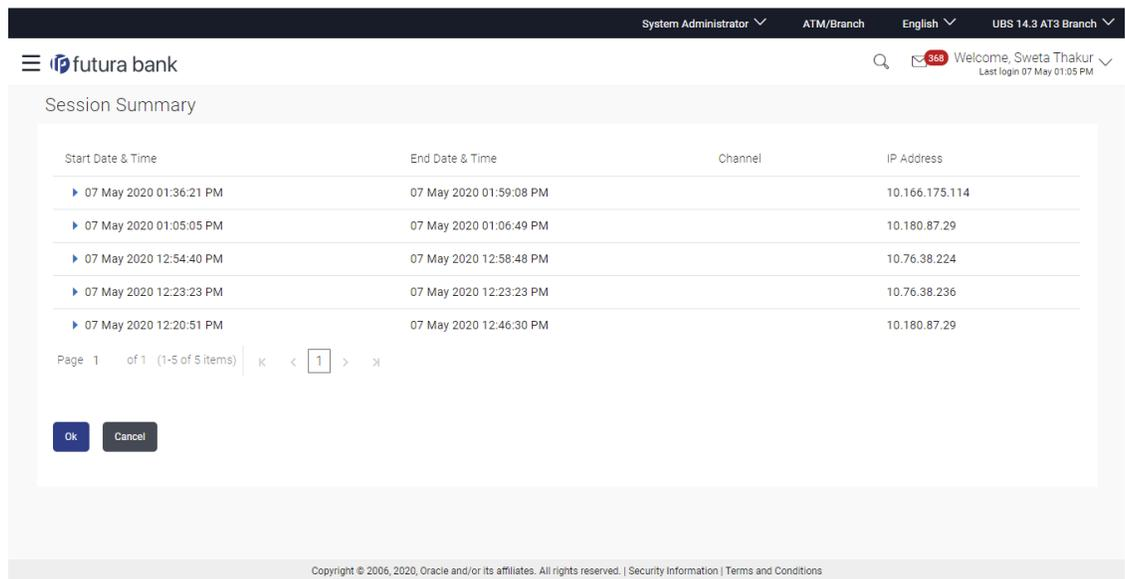 System Administrator ATM/Branch English UBS 14.3 AT3 Branch
futura bank 368 Welcome, Sweta Thakur
Last login 07 May 01:05 PM
Session Summary
Start Date & Time End Date & Time Channel IP Address
07 May 2020 01:36:21 PM 07 May 2020 01:59:08 PM 10.166.175.114
07 May 2020 01:05:05 PM 07 May 2020 01:06:49 PM 10.180.87.29
07 May 2020 12:54:40 PM 07 May 2020 12:58:48 PM 10.76.38.224
07 May 2020 12:23:23 PM 07 May 2020 12:23:23 PM 10.76.38.236
07 May 2020 12:20:51 PM 07 May 2020 12:46:30 PM 10.180.87.29
Page 1 of 1 (1-5 of 5 items) 1
Ok Cancel
Copyright © 2006, 2020, Oracle and/or its affiliates. All rights reserved. | Security Information | Terms and Conditions